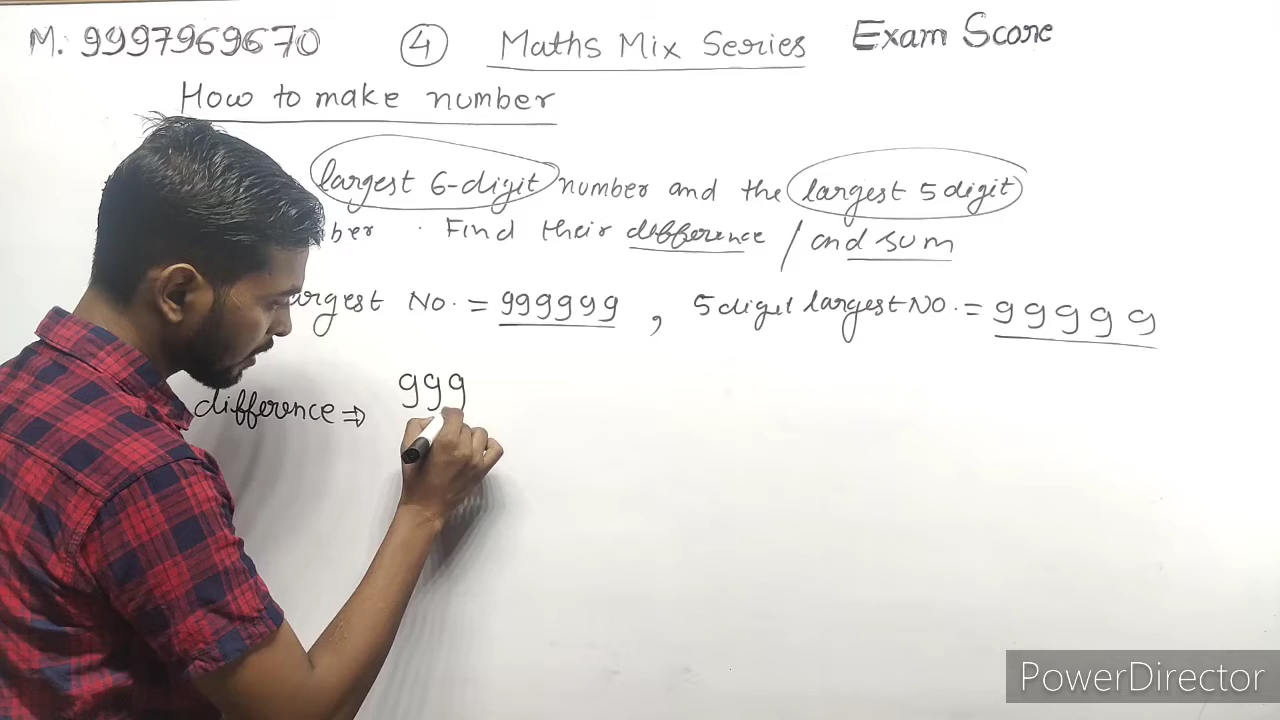 M. 9997969670 ④ Maths Mix Series Exam Score
How to make number
largest 6-digit number and the largest 5 digit
ber . Find their difference / and sum
argest No. = 999999 , 5 digit largest NO. = 99999
difference ⇒ 999
PowerDirector